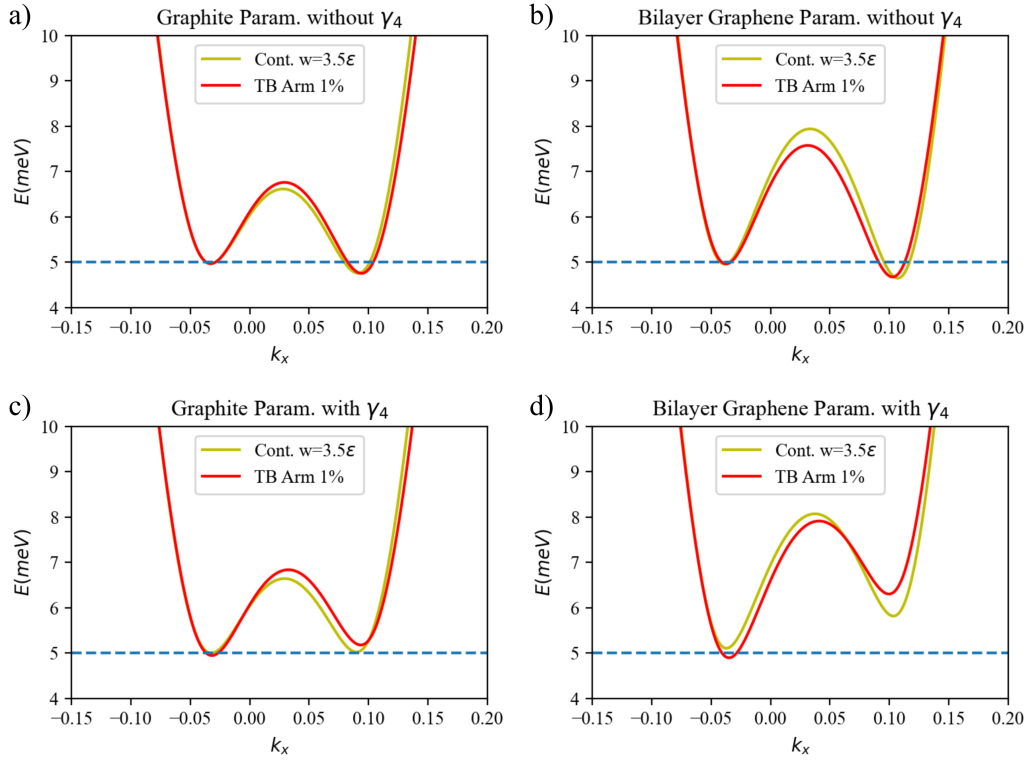 a)
Graphite Param. without γ₄
Cont. w=3.5ε
TB Arm 1%
E(meV)
10
9
8
7
6
5
4
−0.15 −0.10 −0.05 0.00 0.05 0.10 0.15 0.20
kₓ
b)
Bilayer Graphene Param. without γ₄
Cont. w=3.5ε
TB Arm 1%
E(meV)
10
9
8
7
6
5
4
−0.15 −0.10 −0.05 0.00 0.05 0.10 0.15 0.20
kₓ
c)
Graphite Param. with γ₄
Cont. w=3.5ε
TB Arm 1%
E(meV)
10
9
8
7
6
5
4
−0.15 −0.10 −0.05 0.00 0.05 0.10 0.15 0.20
kₓ
d)
Bilayer Graphene Param. with γ₄
Cont. w=3.5ε
TB Arm 1%
E(meV)
10
9
8
7
6
5
4
−0.15 −0.10 −0.05 0.00 0.05 0.10 0.15 0.20
kₓ